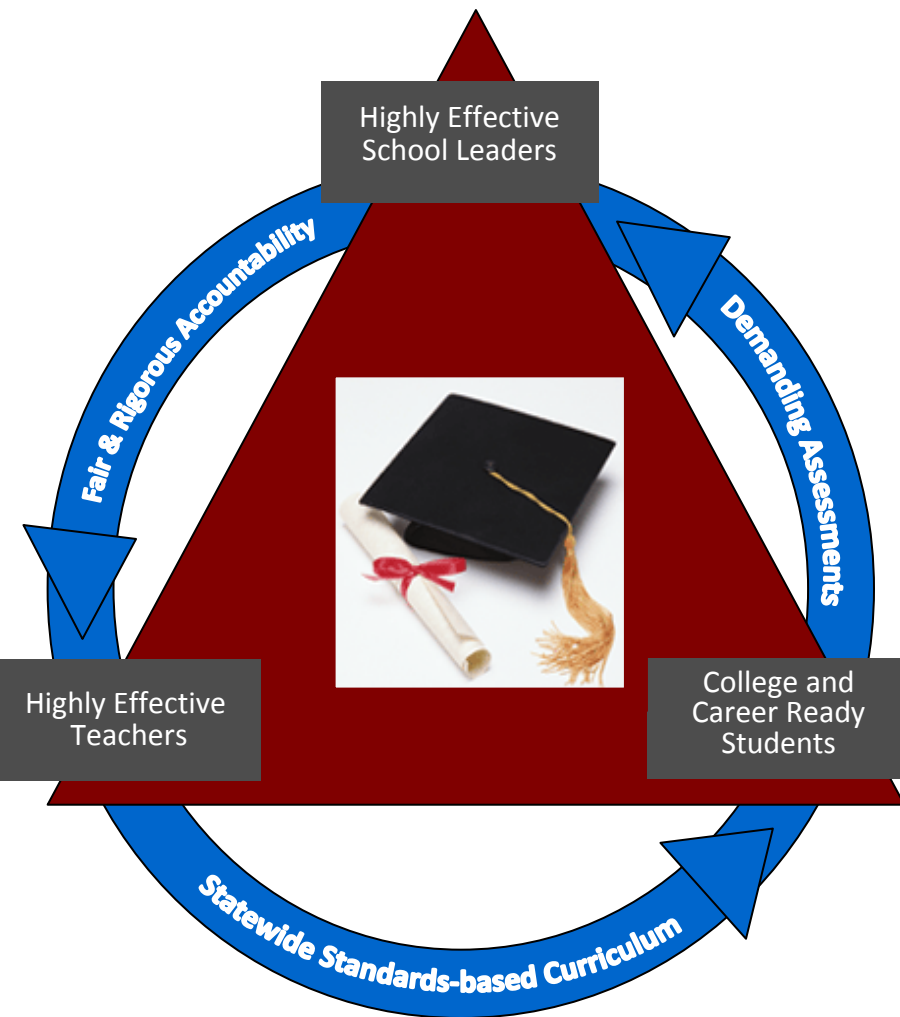 Highly Effective
School Leaders
Fair & Rigorous Accountability
Demanding Assessments
Highly Effective
Teachers
College and
Career Ready
Students
Statewide Standards-based Curriculum